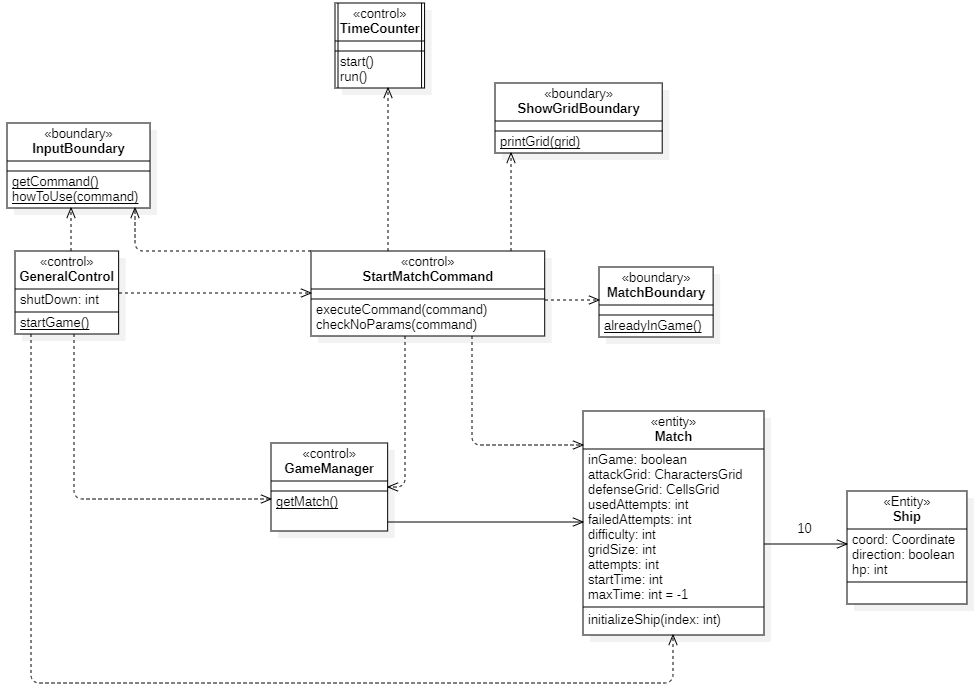 «control»
TimeCounter
start()
run()
«boundary»
ShowGridBoundary
printGrid(grid)
«boundary»
InputBoundary
getCommand()
howToUse(command)
«control»
GeneralControl
shutDown: int
startGame()
«control»
StartMatchCommand
executeCommand(command)
checkNoParams(command)
«boundary»
MatchBoundary
alreadyInGame()
«control»
GameManager
getMatch()
«entity»
Match
inGame: boolean
attackGrid: CharactersGrid
defenseGrid: CellsGrid
usedAttempts: int
failedAttempts: int
difficulty: int
gridSize: int
attempts: int
startTime: int
maxTime: int = -1
initializeShip(index: int)
10
«Entity»
Ship
coord: Coordinate
direction: boolean
hp: int